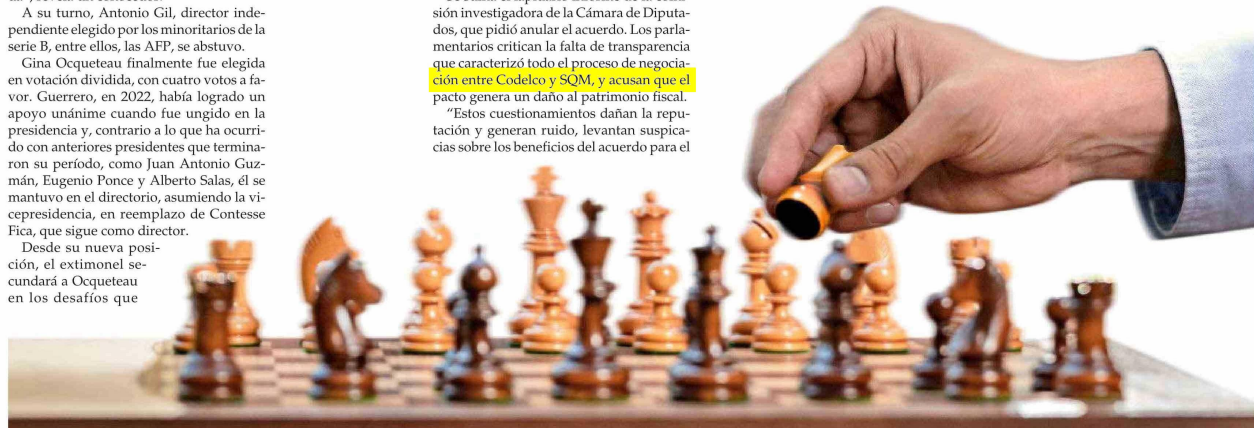 A su turno, Antonio Gil, director inde-
pendiente elegido por los minoritarios de la
serie B, entre ellos, las AFP, se abstuvo.
Gina Ocqueteau finalmente fue elegida
en votación dividida, con cuatro votos a fa-
vor. Guerrero, en 2022, había logrado un
apoyo unánime cuando fue ungido en la
presidencia y, contrario a lo que ha ocurri-
do con anteriores presidentes que termina-
ron su período, como Juan Antonio Guz-
mán, Eugenio Ponce y Alberto Salas, él se
mantuvo en el directorio, asumiendo la vi-
cepresidencia, en reemplazo de Contesse
Fica, que sigue como director.
Desde su nueva posi-
ción, el extimonel se-
cundará a Ocqueteau
en los desafíos que
sión investigadora de la Cámara de Diputa-
dos, que pidió anular el acuerdo. Los parla-
mentarios critican la falta de transparencia
que caracterizó todo el proceso de negocia-
ción entre Codelco y SQM, y acusan que el
pacto genera un daño al patrimonio fiscal.
“Estos cuestionamientos dañan la repu-
tación y generan ruido, levantan suspica-
cias sobre los beneficios del acuerdo para el